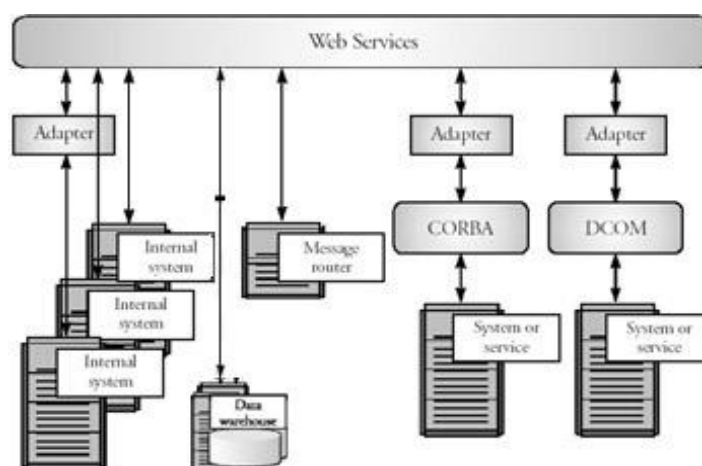 Web Services
Adapter
Adapter
Adapter
Internal
system
Message
router
CORBA
DCOM
Internal
system
System or
service
System or
service
Internal
system
Data
warehouse